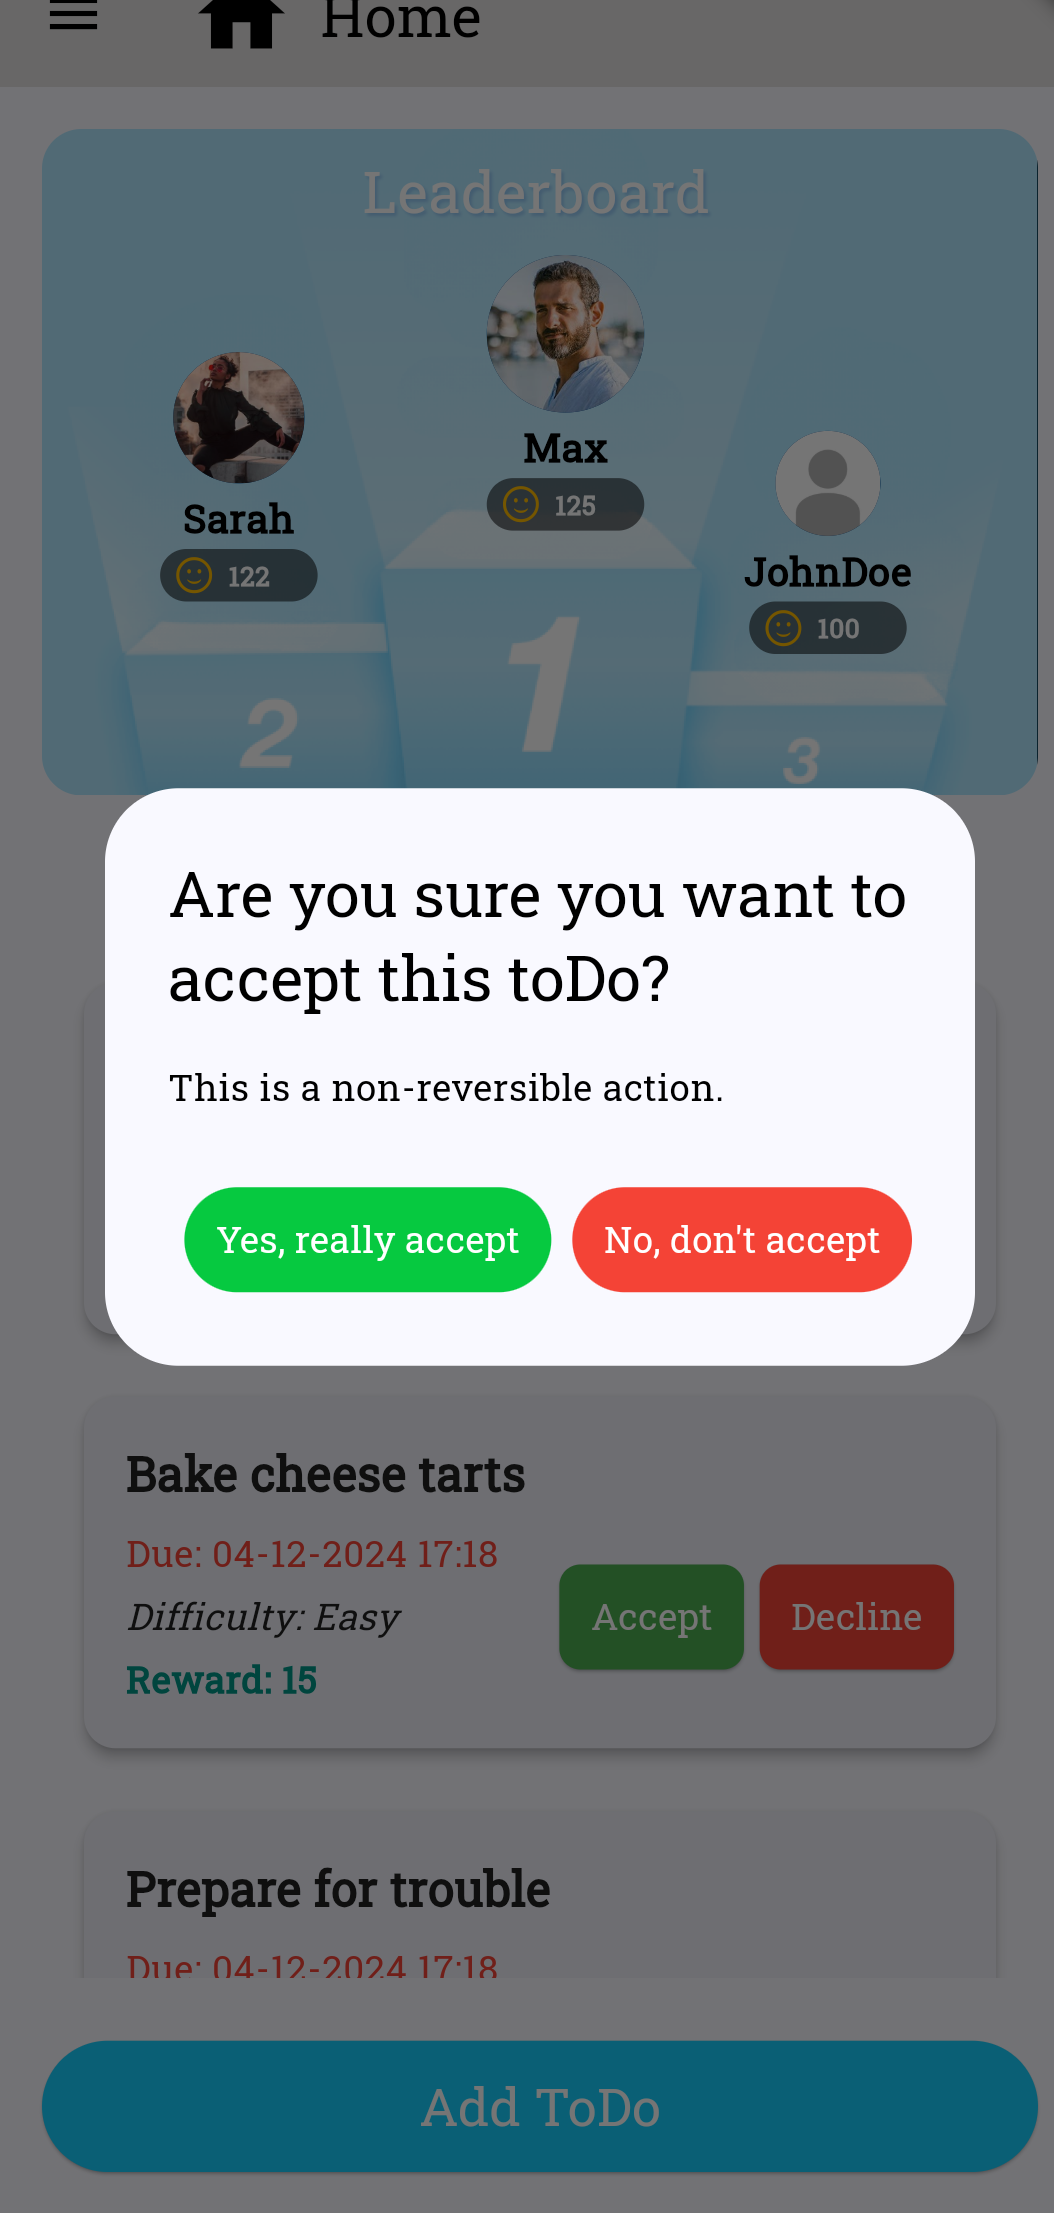 Home
Leaderboard
Max
125
Sarah
122
JohnDoe
100
1
2
3
Are you sure you want to
accept this toDo?
This is a non-reversible action.
Yes, really accept
No, don't accept
Bake cheese tarts
Due: 04-12-2024 17:18
Difficulty: Easy
Reward: 15
Accept
Decline
Prepare for trouble
Due: 04-12-2024 17:18
Add ToDo